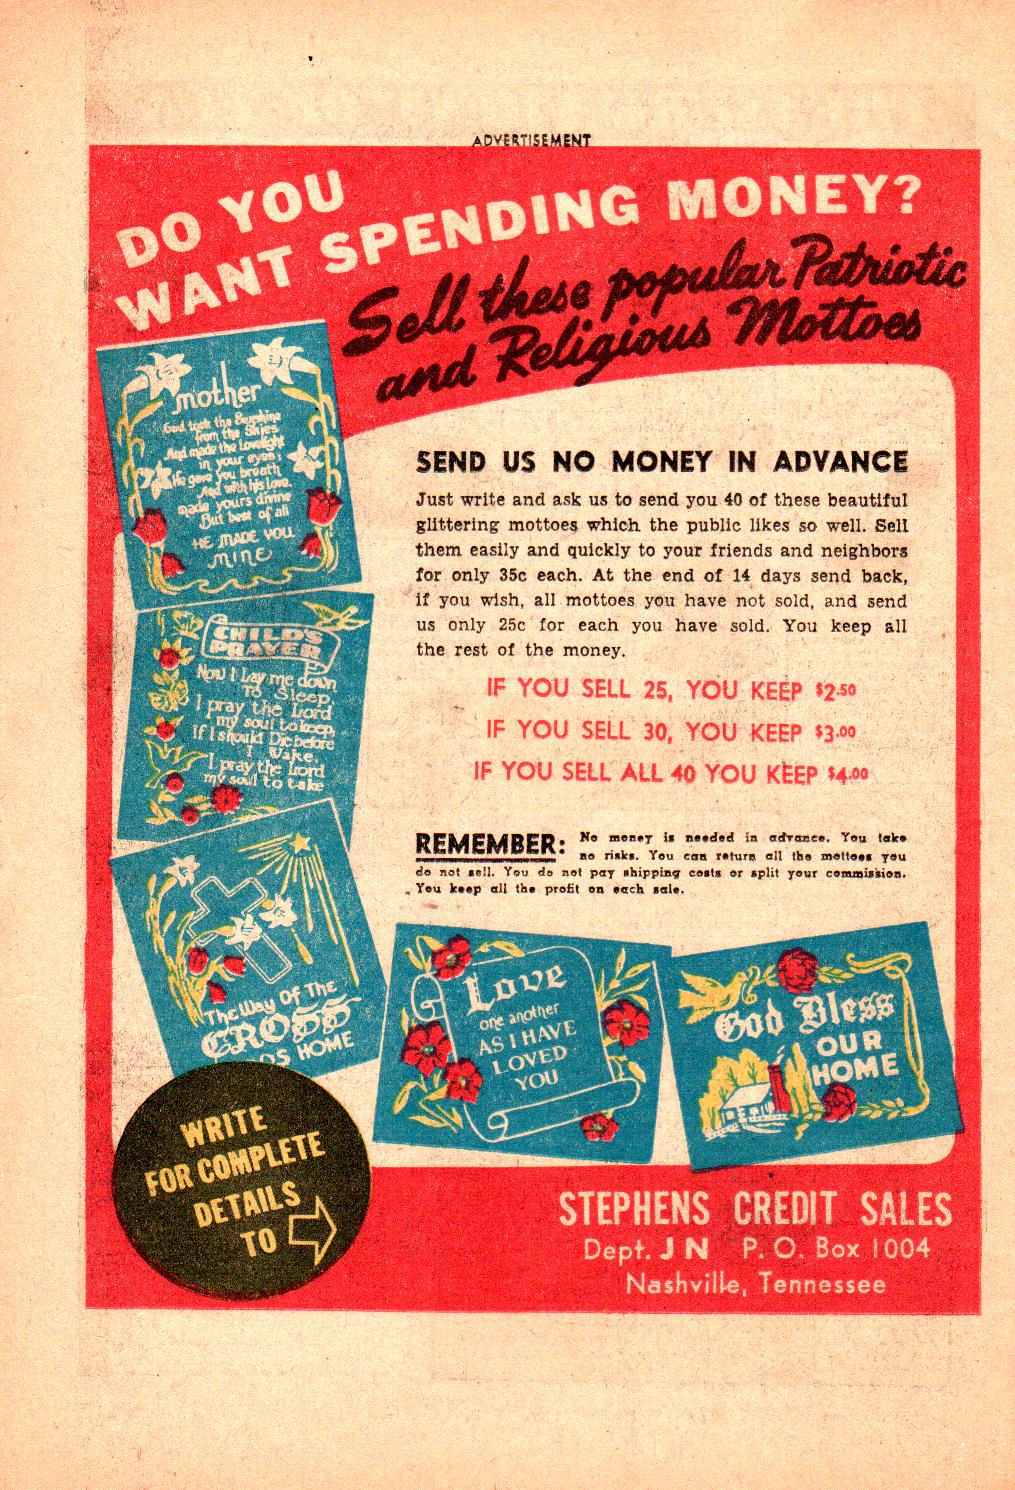 ADVERTISEMENT
DO YOU
WANT SPENDING MONEY?
Sell these popular Patriotic
and Religious Mottoes
mother
God took the Sunshine
from the Skies
And made the Lovelight
in your eyes;
He gave you breath
And with his Love,
made yours divine
But best of all
HE MADE YOU
MINE
CHILD'S
PRAYER
Now I Lay me down
To Sleep,
I pray the Lord
my soul to keep,
If I should Die before
I Wake,
I pray the Lord
my soul to take
The Way Of The
CROSS
HOME
SEND US NO MONEY IN ADVANCE
Just write and ask us to send you 40 of these beautiful
glittering mottoes which the public likes so well. Sell
them easily and quickly to your friends and neighbors
for only 35c each. At the end of 14 days send back,
if you wish, all mottoes you have not sold, and send
us only 25c for each you have sold. You keep all
the rest of the money.
IF YOU SELL 25, YOU KEEP $2.50
IF YOU SELL 30, YOU KEEP $3.00
IF YOU SELL ALL 40 YOU KEEP $4.00
REMEMBER: No money is needed in advance. You take
no risks. You can return all the mottoes you
do not sell. You do not pay shipping costs or split your commission.
You keep all the profit on each sale.
Love
one another
AS I HAVE
LOVED
YOU
God Bless
OUR
HOME
WRITE
FOR COMPLETE
DETAILS
TO
STEPHENS CREDIT SALES
Dept. J N P. O. Box 1004
Nashville, Tennessee